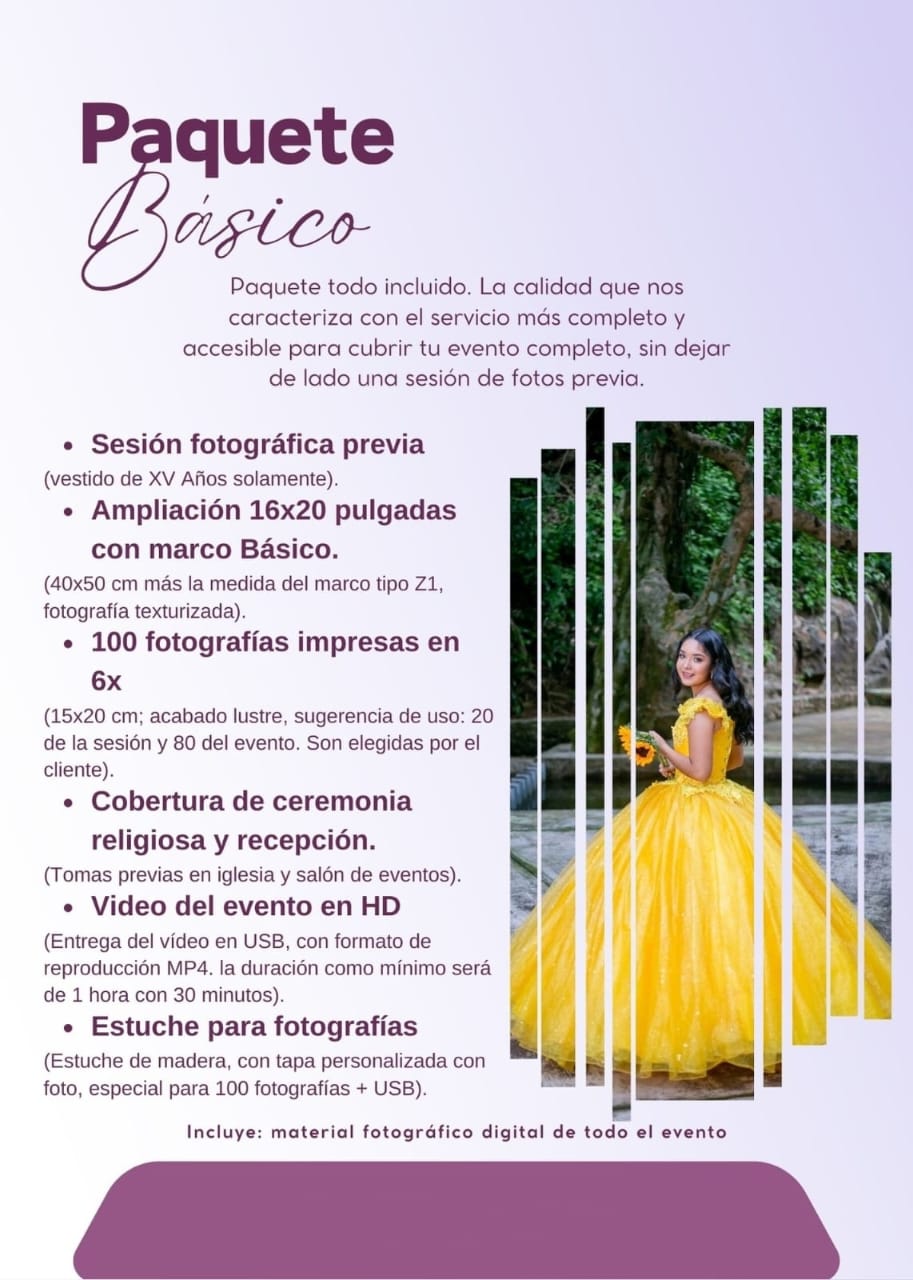 Paquete
Básico
Paquete todo incluido. La calidad que nos
caracteriza con el servicio más completo y
accesible para cubrir tu evento completo, sin dejar
de lado una sesión de fotos previa.
• Sesión fotográfica previa
(vestido de XV Años solamente).
• Ampliación 16x20 pulgadas
con marco Básico.
(40x50 cm más la medida del marco tipo Z1,
fotografía texturizada).
• 100 fotografías impresas en
6x
(15x20 cm; acabado lustre, sugerencia de uso: 20
de la sesión y 80 del evento. Son elegidas por el
cliente).
• Cobertura de ceremonia
religiosa y recepción.
(Tomas previas en iglesia y salón de eventos).
• Video del evento en HD
(Entrega del vídeo en USB, con formato de
reproducción MP4. la duración como mínimo será
de 1 hora con 30 minutos).
• Estuche para fotografías
(Estuche de madera, con tapa personalizada con
foto, especial para 100 fotografías + USB).
Incluye: material fotográfico digital de todo el evento